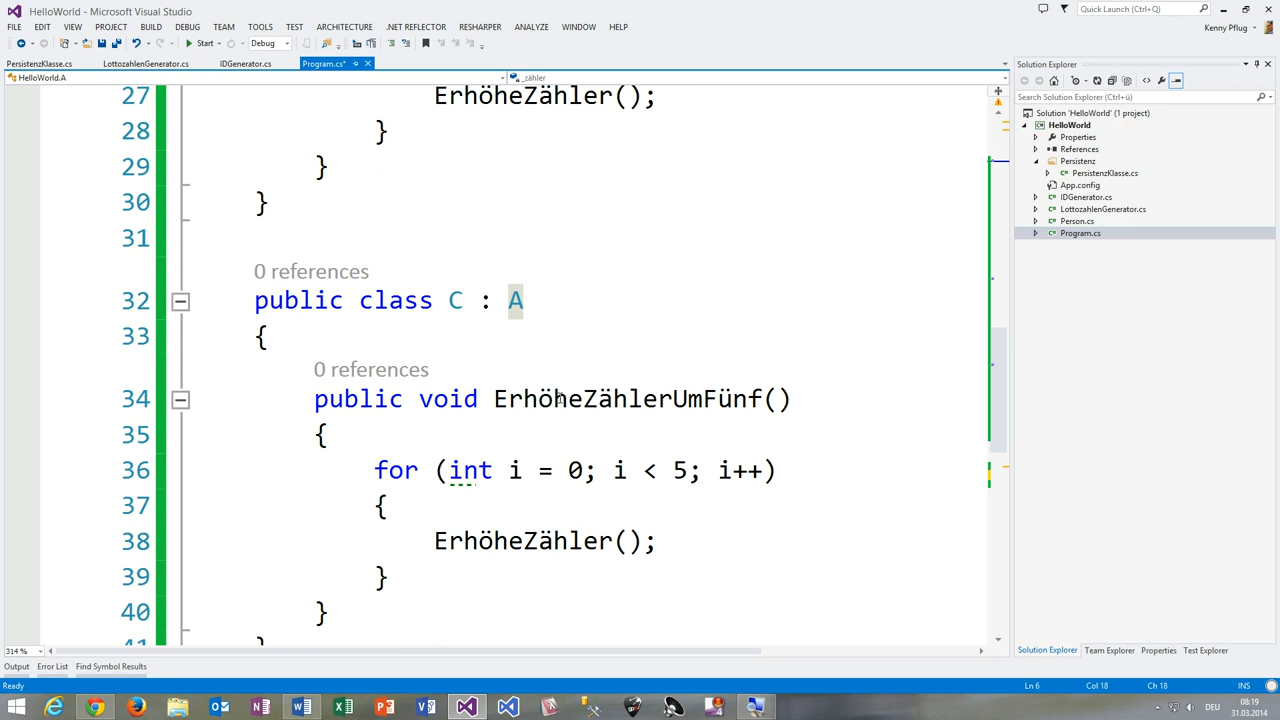 HelloWorld - Microsoft Visual Studio
Quick Launch (Ctrl+Q)
FILE EDIT VIEW PROJECT BUILD DEBUG TEAM TOOLS TEST ARCHITECTURE .NET REFLECTOR RESHARPER ANALYZE WINDOW HELP
Kenny Pflug
Start Debug
PersistenzKlasse.cs LottozahlenGenerator.cs IDGenerator.cs Program.cs*
HelloWorld.A _zähler
27 ErhöheZähler();
28 }
29 }
30 }
31
0 references
32 public class C : A
33 {
0 references
34 public void ErhöheZählerUmFünf()
35 {
36 for (int i = 0; i < 5; i++)
37 {
38 ErhöheZähler();
39 }
40 }
41 }
314 %
Solution Explorer
Search Solution Explorer (Ctrl+ü)
Solution 'HelloWorld' (1 project)
HelloWorld
Properties
References
Persistenz
PersistenzKlasse.cs
App.config
IDGenerator.cs
LottozahlenGenerator.cs
Person.cs
Program.cs
Solution Explorer Team Explorer Properties Test Explorer
Output Error List Find Symbol Results
Ready Ln 6 Col 18 Ch 18 INS
DEU 08:19
31.03.2014